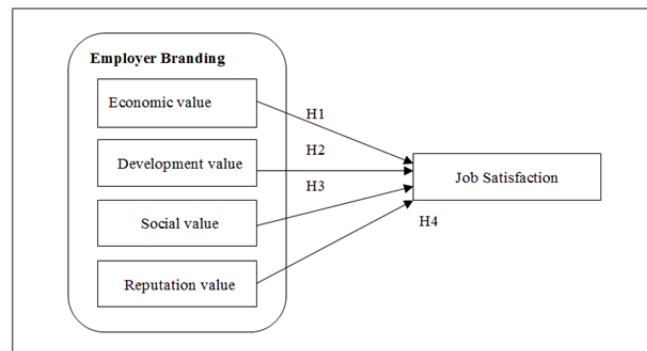 Employer Branding
Economic value
H1
Development value
H2
Job Satisfaction
H3
Social value
H4
Reputation value